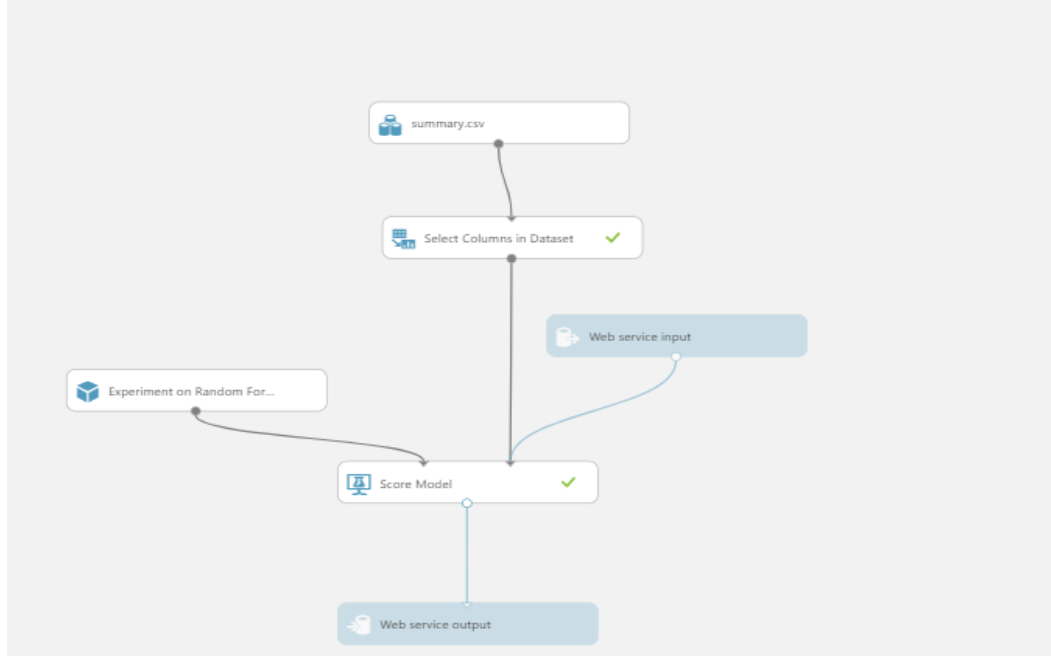 summary.csv
Select Columns in Dataset
Web service input
Experiment on Random For...
Score Model
Web service output